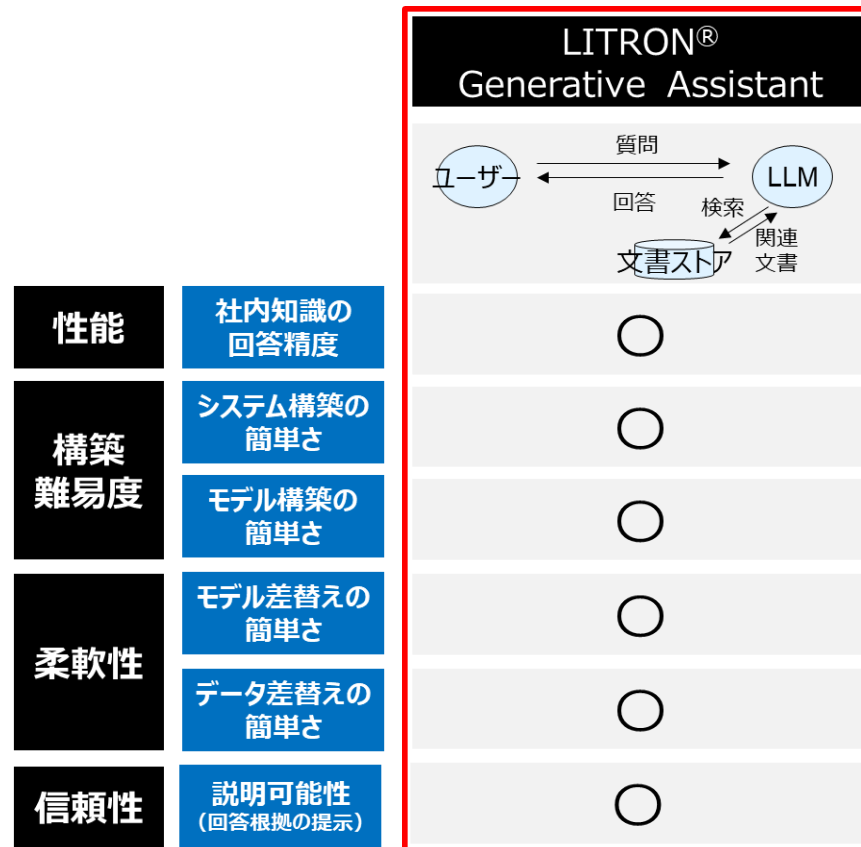 LITRON®
Generative Assistant
質問
ユーザー
LLM
回答
検索
関連
文書
文書ストア
性能
社内知識の
回答精度
〇
構築
難易度
システム構築の
簡単さ
〇
モデル構築の
簡単さ
〇
柔軟性
モデル差替えの
簡単さ
〇
データ差替えの
簡単さ
〇
信頼性
説明可能性
(回答根拠の提示)
〇